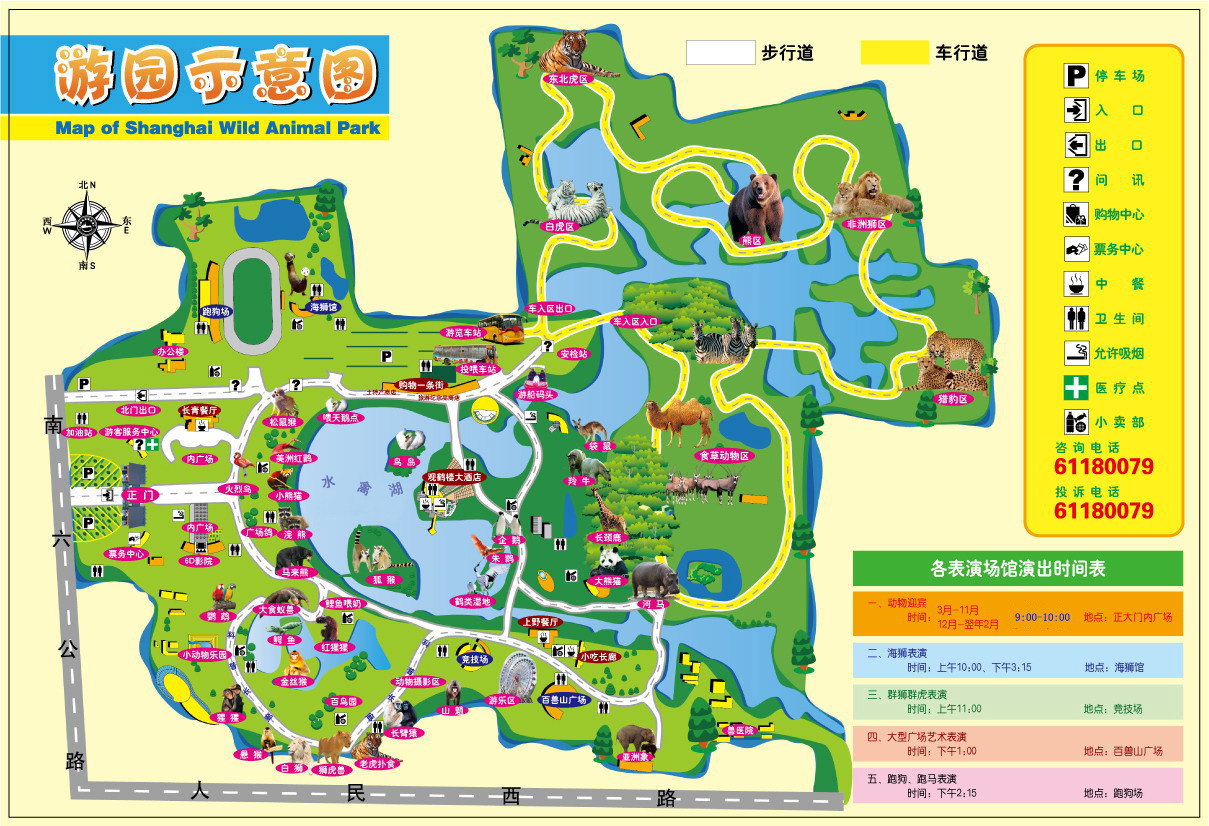 游园示意图
Map of Shanghai Wild Animal Park
步行道
车行道
北N
西
W
东
E
南S
停车场
入口
出口
问讯
购物中心
票务中心
中餐
卫生间
允许吸烟
医疗点
小卖部
咨询电话
61180079
投诉电话
61180079
东北虎区
白虎区
熊区
非洲狮区
猎豹区
车入区出口
车入区入口
跑狗场
海狮馆
办公楼
游览车站
投喂车站
安检站
购物一条街
游船码头
北门出口
加油站
游客服务中心
长青餐厅
内广场
松鼠猴
喂天鹅点
美洲红鹮
鸟岛
观鹤楼大酒店
袋鼠
食草动物区
羚牛
水禽湖
正门
火烈鸟
小熊猫
内广场
广场鸽
浣熊
企鹅
长颈鹿
朱鹮
票务中心
6D影院
马来熊
狐猴
大熊猫
河马
鹤类湿地
鹦鹉
大食蚁兽
鲤鱼喂奶
鳄鱼
红猩猩
上野餐厅
小动物乐园
竞技场
小吃长廊
金丝猴
动物摄影区
百鸟园
山魈
游乐区
百兽山广场
猩猩
长臂猿
兽医院
悬猴
白狮
狮虎兽
老虎扑食
亚洲象
南六公路
人民西路
各表演场馆演出时间表
一、动物迎宾
时间：
3月-11月
12月-翌年2月
9:00-10:00
地点：正大门内广场
二、海狮表演
时间：上午10:00、下午3:15
地点：海狮馆
三、群狮群虎表演
时间：上午11:00
地点：竞技场
四、大型广场艺术表演
时间：下午1:00
地点：百兽山广场
五、跑狗、跑马表演
时间：下午2:15
地点：跑狗场